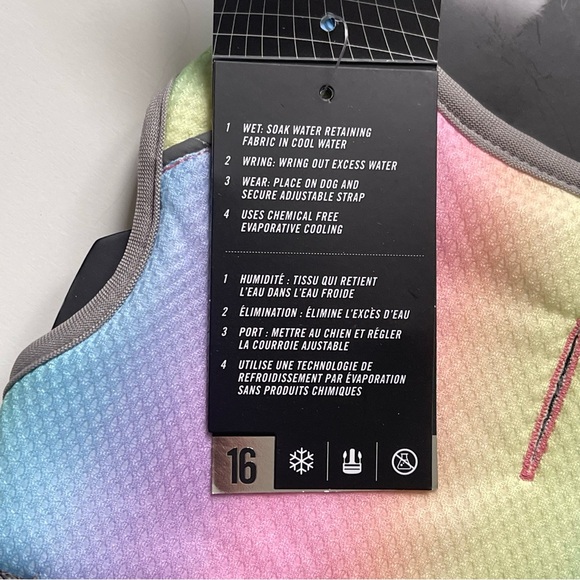 1 WET: SOAK WATER RETAINING
FABRIC IN COOL WATER
2 WRING: WRING OUT EXCESS WATER
3 WEAR: PLACE ON DOG AND
SECURE ADJUSTABLE STRAP
4 USES CHEMICAL FREE
EVAPORATIVE COOLING
1 HUMIDITÉ : TISSU QUI RETIENT
L'EAU DANS L'EAU FROIDE
2 ÉLIMINATION : ÉLIMINE L'EXCÈS D'EAU
3 PORT : METTRE AU CHIEN ET RÉGLER
LA COURROIE AJUSTABLE
4 UTILISE UNE TECHNOLOGIE DE
REFROIDISSEMENT PAR ÉVAPORATION
SANS PRODUITS CHIMIQUES
16